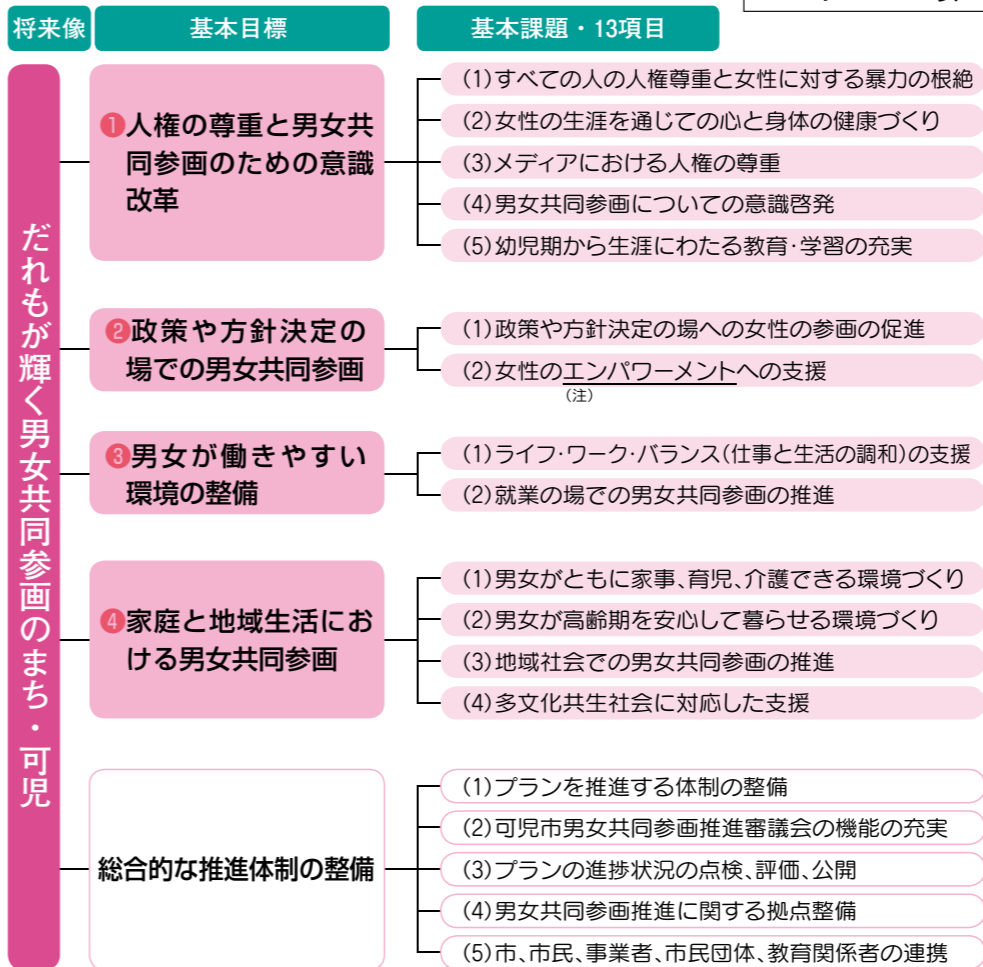 将来像
基本目標
基本課題・13項目
だれもが輝く男女共同参画のまち・可児
❶人権の尊重と男女共
同参画のための意識
改革
(1)すべての人の人権尊重と女性に対する暴力の根絶
(2)女性の生涯を通じての心と身体の健康づくり
(3)メディアにおける人権の尊重
(4)男女共同参画についての意識啓発
(5)幼児期から生涯にわたる教育・学習の充実
❷政策や方針決定の
場での男女共同参画
(1)政策や方針決定の場への女性の参画の促進
(2)女性のエンパワーメントへの支援
(注)
❸男女が働きやすい
環境の整備
(1)ライフ・ワーク・バランス(仕事と生活の調和)の支援
(2)就業の場での男女共同参画の推進
❹家庭と地域生活にお
ける男女共同参画
(1)男女がともに家事、育児、介護できる環境づくり
(2)男女が高齢期を安心して暮らせる環境づくり
(3)地域社会での男女共同参画の推進
(4)多文化共生社会に対応した支援
総合的な推進体制の整備
(1)プランを推進する体制の整備
(2)可児市男女共同参画推進審議会の機能の充実
(3)プランの進捗状況の点検、評価、公開
(4)男女共同参画推進に関する拠点整備
(5)市、市民、事業者、市民団体、教育関係者の連携